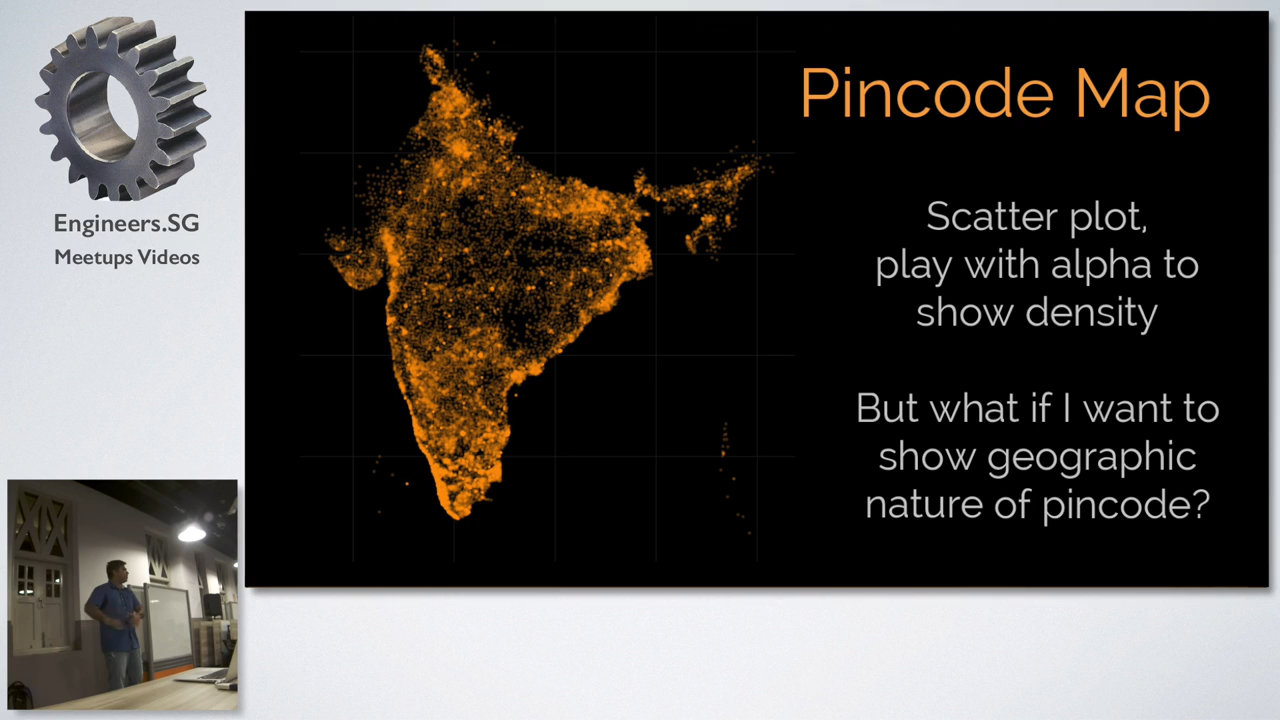 Engineers.SG
Meetups Videos
Pincode Map
Scatter plot,
play with alpha to
show density
But what if I want to
show geographic
nature of pincode?